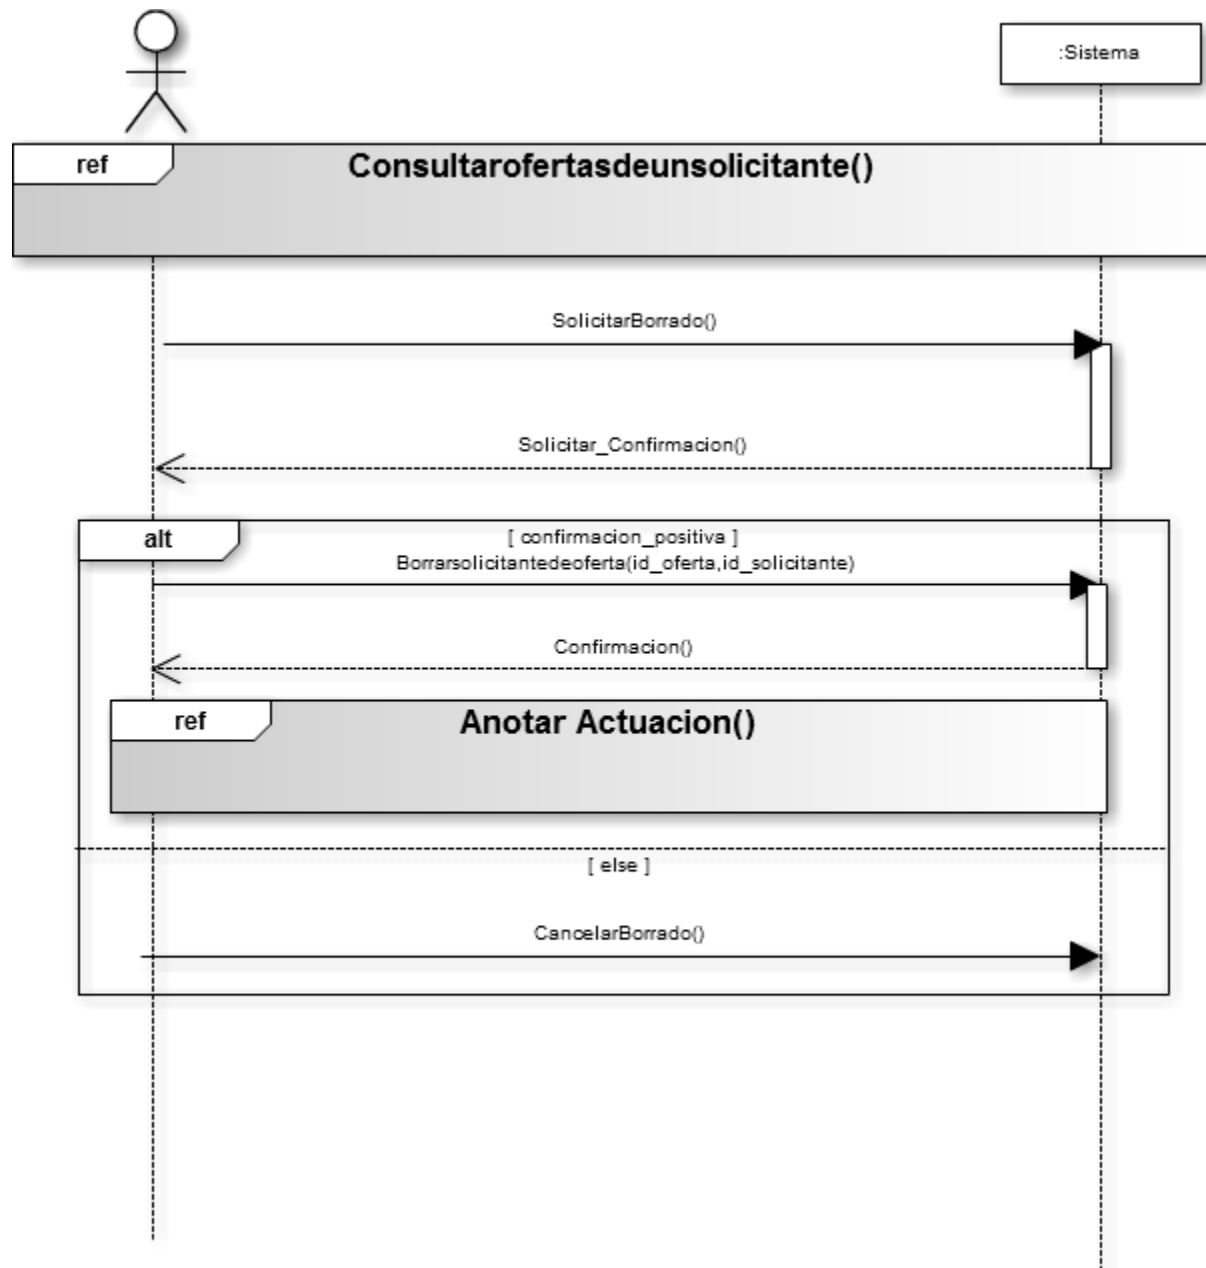 :Sistema
ref
Consultarofertasdeunsolicitante()
SolicitarBorrado()
Solicitar_Confirmacion()
alt
[ confirmacion_positiva ]
Borrarsolicitantedeoferta(id_oferta,id_solicitante)
Confirmacion()
ref
Anotar Actuacion()
[ else ]
CancelarBorrado()